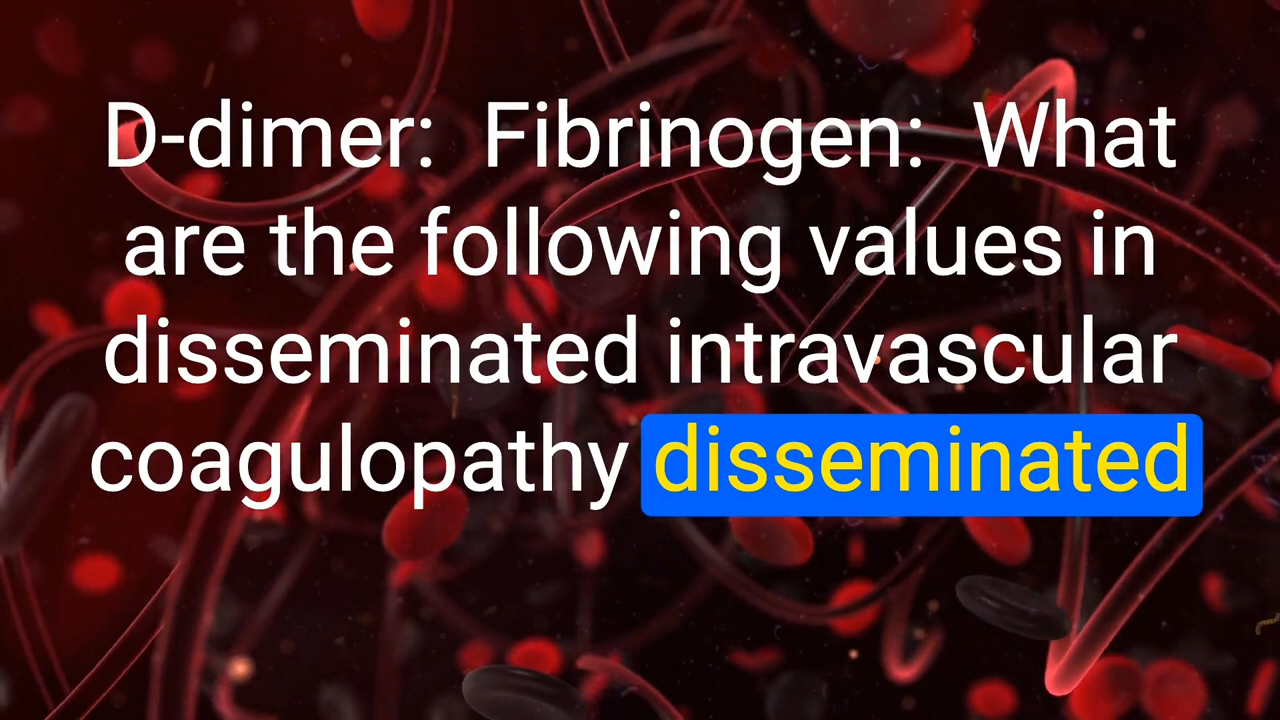 D-dimer: Fibrinogen: What
are the following values in
disseminated intravascular
coagulopathy disseminated